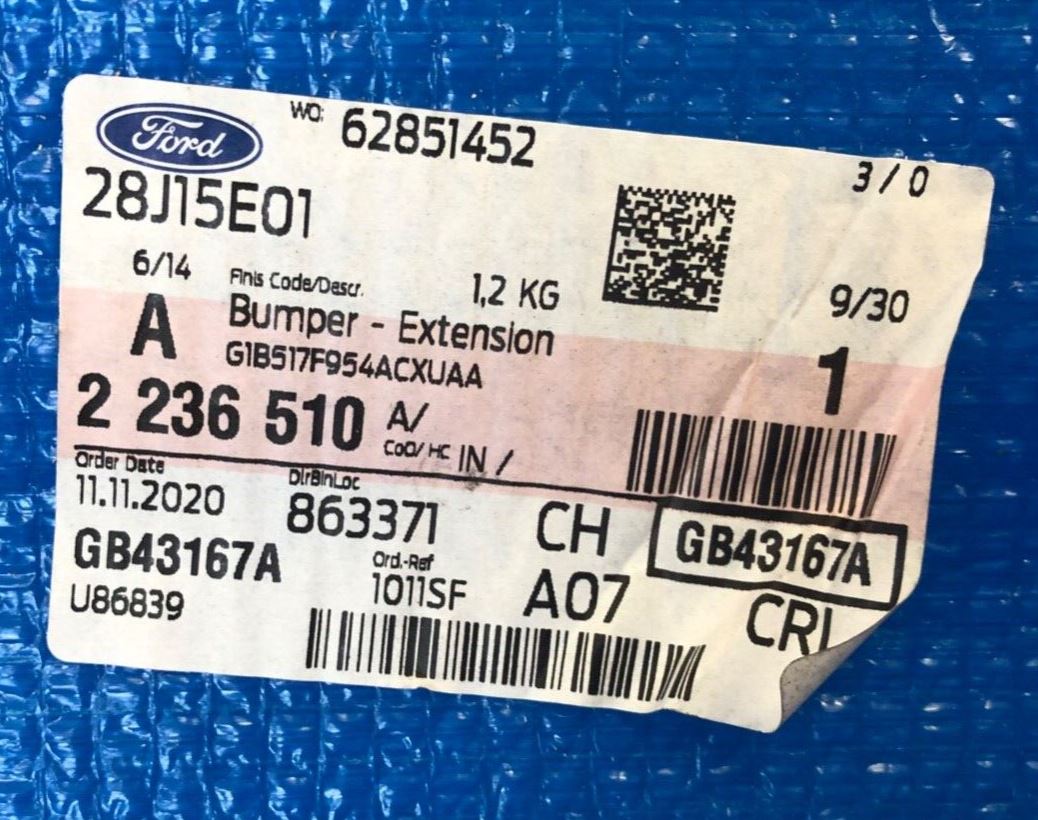 Ford
WO: 62851452
3 / 0
28J15E01
6/14
Finis Code/Descr.
1,2 KG
9/30
A
Bumper - Extension
1
G1B517F954ACXUAA
2 236 510
A/
CoO/ HC IN /
Order Date
DirBinLoc
11.11.2020
863371
CH
GB43167A
GB43167A
Ord.-Ref
U86839
1011SF
A07